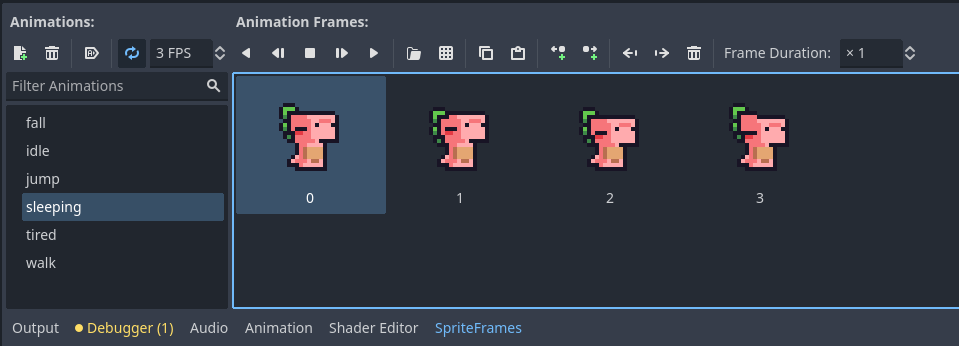 Animations:
Animation Frames:
3 FPS
Frame Duration:
× 1
Filter Animations
fall
idle
jump
sleeping
tired
walk
0
1
2
3
Output
Debugger (1)
Audio
Animation
Shader Editor
SpriteFrames